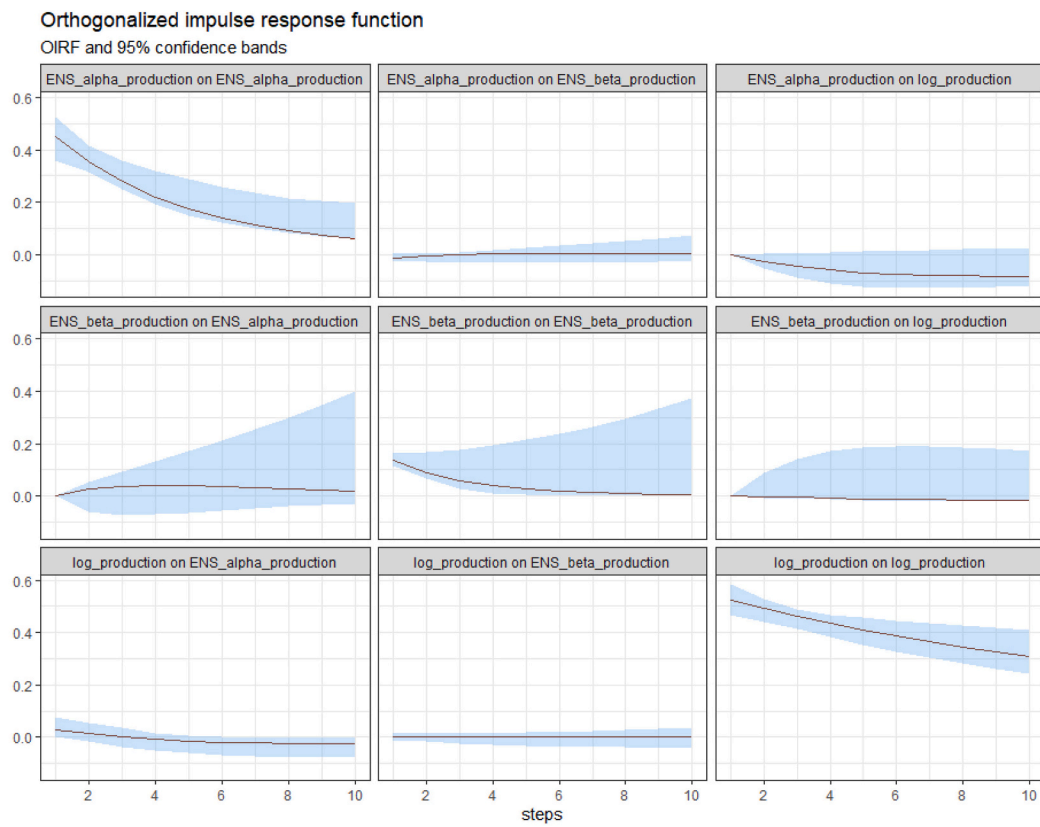 Orthogonalized impulse response function
OIRF and 95% confidence bands
ENS_alpha_production on ENS_alpha_production
ENS_alpha_production on ENS_beta_production
ENS_alpha_production on log_production
0.6
0.4
0.2
0.0
ENS_beta_production on ENS_alpha_production
ENS_beta_production on ENS_beta_production
ENS_beta_production on log_production
0.6
0.4
0.2
0.0
log_production on ENS_alpha_production
log_production on ENS_beta_production
log_production on log_production
0.6
0.4
0.2
0.0
2 4 6 8 10
2 4 6 8 10
2 4 6 8 10
steps